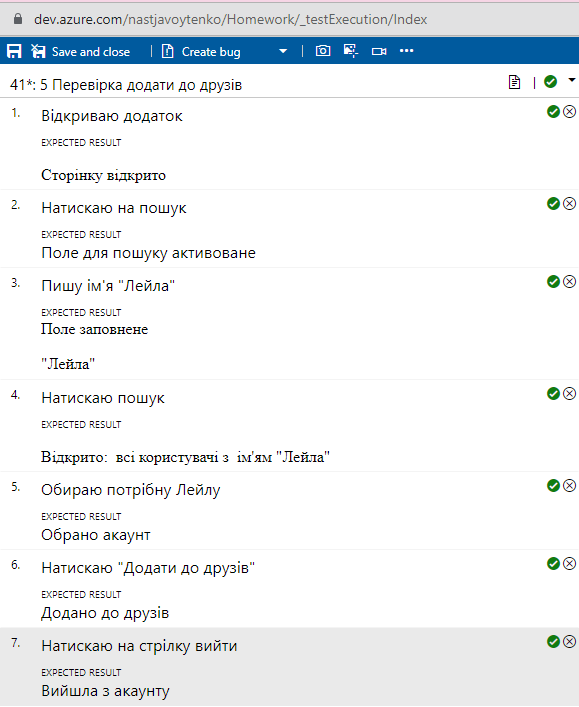 dev.azure.com/nastjavoytenko/Homework/_testExecution/Index
Save and close
Create bug
41*: 5 Перевірка додати до друзів
1. Відкриваю додаток
EXPECTED RESULT
Сторінку відкрито
2. Натискаю на пошук
EXPECTED RESULT
Поле для пошуку активоване
3. Пишу ім'я "Лейла"
EXPECTED RESULT
Поле заповнене
"Лейла"
4. Натискаю пошук
EXPECTED RESULT
Відкрито:  всі користувачі з  ім'ям "Лейла"
5. Обираю потрібну Лейлу
EXPECTED RESULT
Обрано акаунт
6. Натискаю "Додати до друзів"
EXPECTED RESULT
Додано до друзів
7. Натискаю на стрілку вийти
EXPECTED RESULT
Вийшла з акаунту